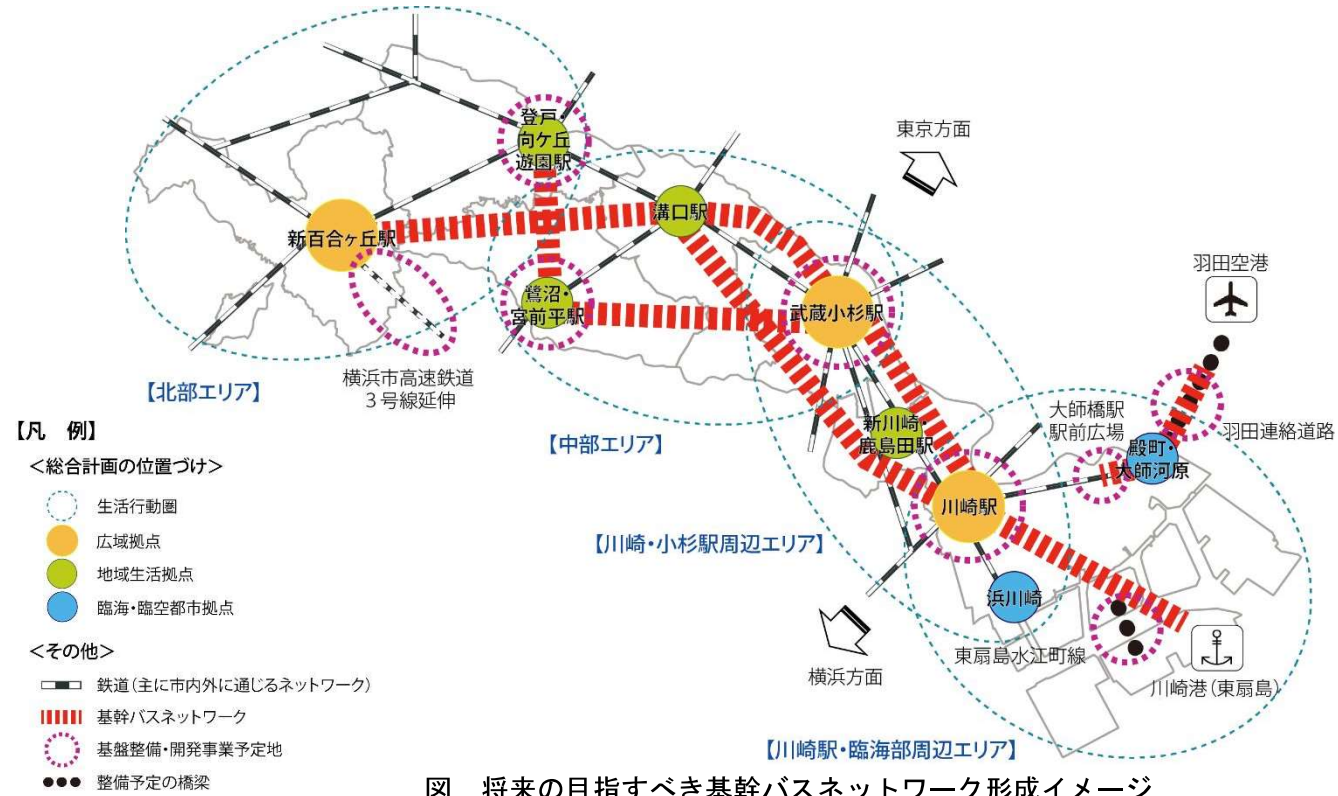 登戸・
向ケ丘
遊園駅
東京方面
溝口駅
新百合ヶ丘駅
羽田空港
鷺沼・
宮前平駅
武蔵小杉駅
横浜市高速鉄道
3号線延伸
【北部エリア】
大師橋駅
駅前広場
羽田連絡道路
【中部エリア】
新川崎・
鹿島田駅
殿町・
大師河原
川崎駅
【川崎・小杉駅周辺エリア】
浜川崎
東扇島水江町線
横浜方面
川崎港(東扇島)
【川崎駅・臨海部周辺エリア】
【凡 例】
<総合計画の位置づけ>
生活行動圏
広域拠点
地域生活拠点
臨海・臨空都市拠点
<その他>
鉄道(主に市内外に通じるネットワーク)
基幹バスネットワーク
基盤整備・開発事業予定地
整備予定の橋梁
図 将来の目指すべき基幹バスネットワーク形成イメージ